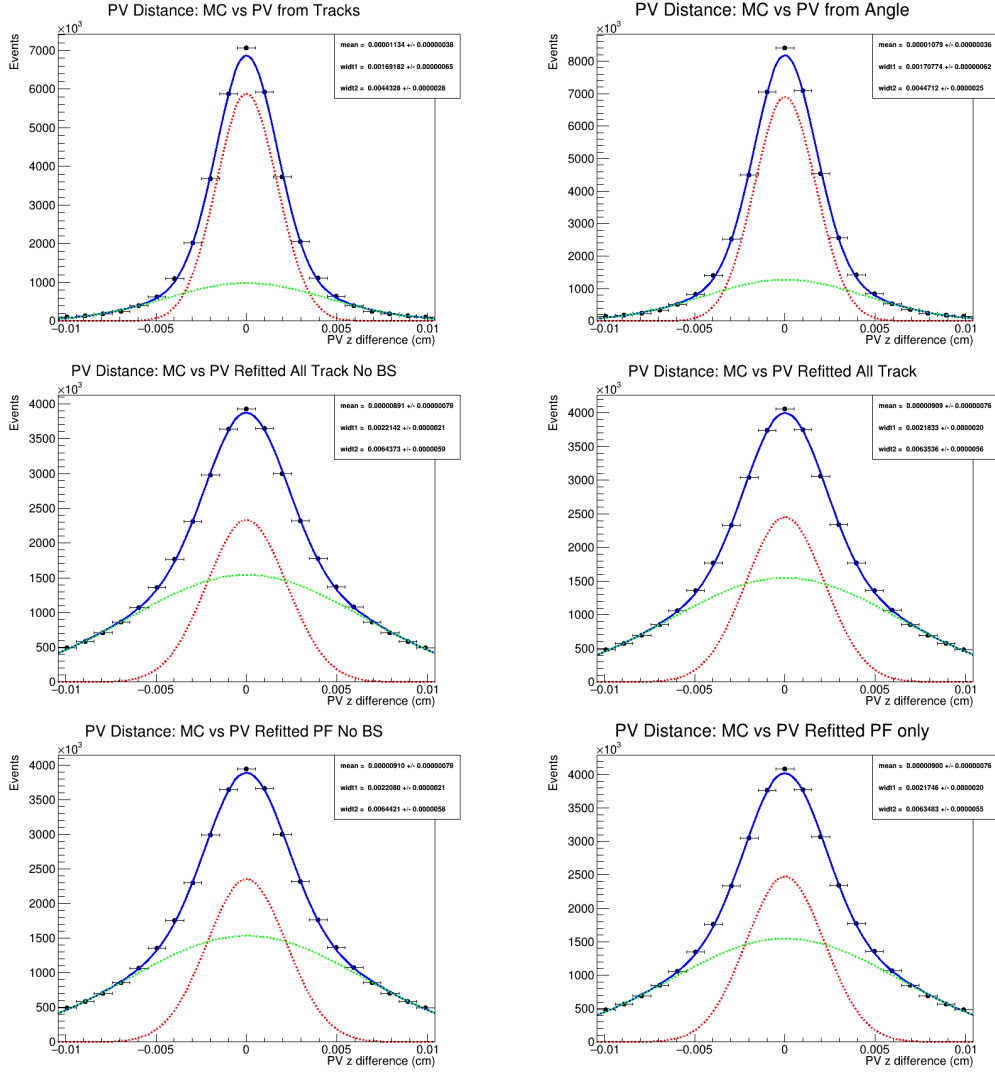 PV Distance: MC vs PV from Tracks
×10³
Events
7000
6000
5000
4000
3000
2000
1000
0
mean = 0.00001134 +/- 0.00000038
widt1 = 0.00169182 +/- 0.00000065
widt2 = 0.0044328 +/- 0.0000028
−0.01 −0.005 0 0.005 0.01
PV z difference (cm)
PV Distance: MC vs PV from Angle
×10³
Events
8000
7000
6000
5000
4000
3000
2000
1000
0
mean = 0.00001079 +/- 0.00000036
widt1 = 0.00170774 +/- 0.00000062
widt2 = 0.0044712 +/- 0.0000025
−0.01 −0.005 0 0.005 0.01
PV z difference (cm)
PV Distance: MC vs PV Refitted All Track No BS
×10³
Events
4000
3500
3000
2500
2000
1500
1000
500
0
mean = 0.00000891 +/- 0.00000079
widt1 = 0.0022142 +/- 0.0000021
widt2 = 0.0064373 +/- 0.0000059
−0.01 −0.005 0 0.005 0.01
PV z difference (cm)
PV Distance: MC vs PV Refitted All Track
×10³
Events
4000
3500
3000
2500
2000
1500
1000
500
0
mean = 0.00000909 +/- 0.00000076
widt1 = 0.0021833 +/- 0.0000020
widt2 = 0.0063536 +/- 0.0000056
−0.01 −0.005 0 0.005 0.01
PV z difference (cm)
PV Distance: MC vs PV Refitted PF No BS
×10³
Events
4000
3500
3000
2500
2000
1500
1000
500
0
mean = 0.00000910 +/- 0.00000079
widt1 = 0.0022080 +/- 0.0000021
widt2 = 0.0064421 +/- 0.0000058
−0.01 −0.005 0 0.005 0.01
PV z difference (cm)
PV Distance: MC vs PV Refitted PF only
×10³
Events
4000
3500
3000
2500
2000
1500
1000
500
0
mean = 0.00000900 +/- 0.00000076
widt1 = 0.0021746 +/- 0.0000020
widt2 = 0.0063483 +/- 0.0000055
−0.01 −0.005 0 0.005 0.01
PV z difference (cm)